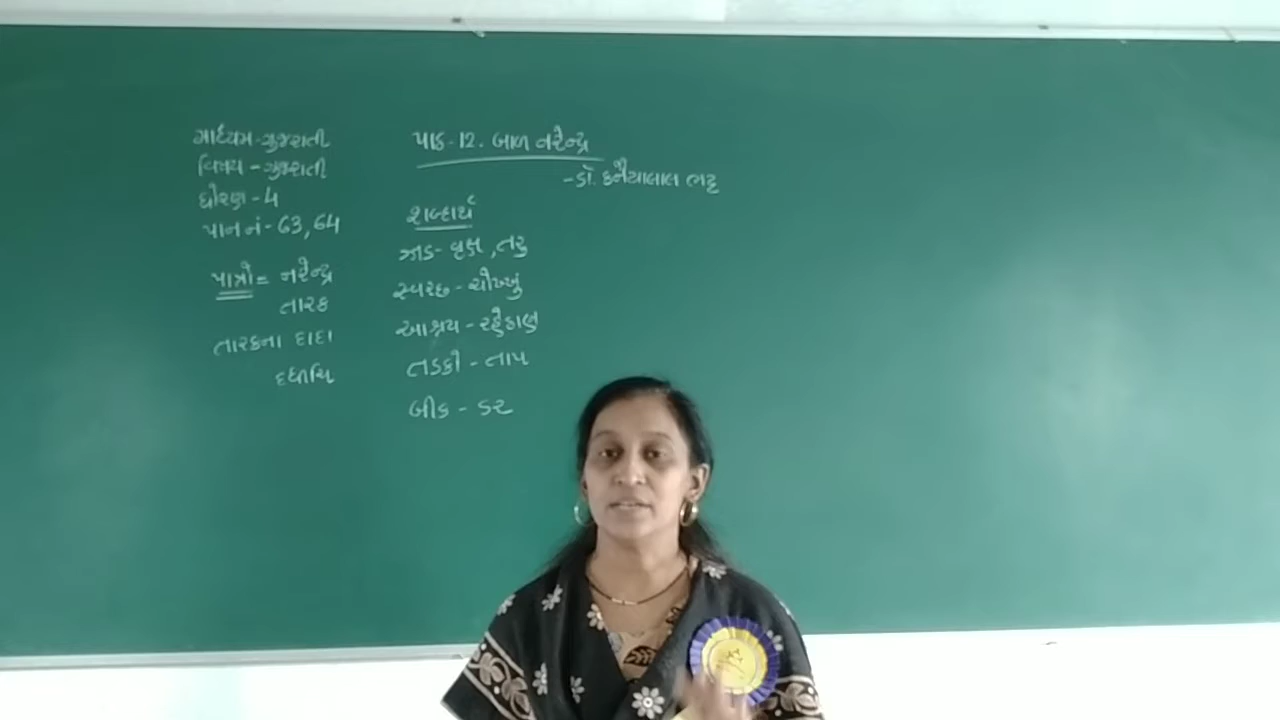 માધ્યમ-ગુજરાતી
વિષય-ગુજરાતી
ધોરણ-4
પાન નં-63,64
પાત્રો= નરેન્દ્ર
તારક
તારકના દાદા
દધીચિ
પાઠ-12. બાળ નરેન્દ્ર
-ડૉ. કનૈયાલાલ ભટ્ટ
શબ્દાર્થ
ઝાડ-વૃક્ષ,તરુ
સ્વચ્છ-ચોખ્ખું
આશ્રય-રહેઠાણ
તડકો-તાપ
બીક-ડર